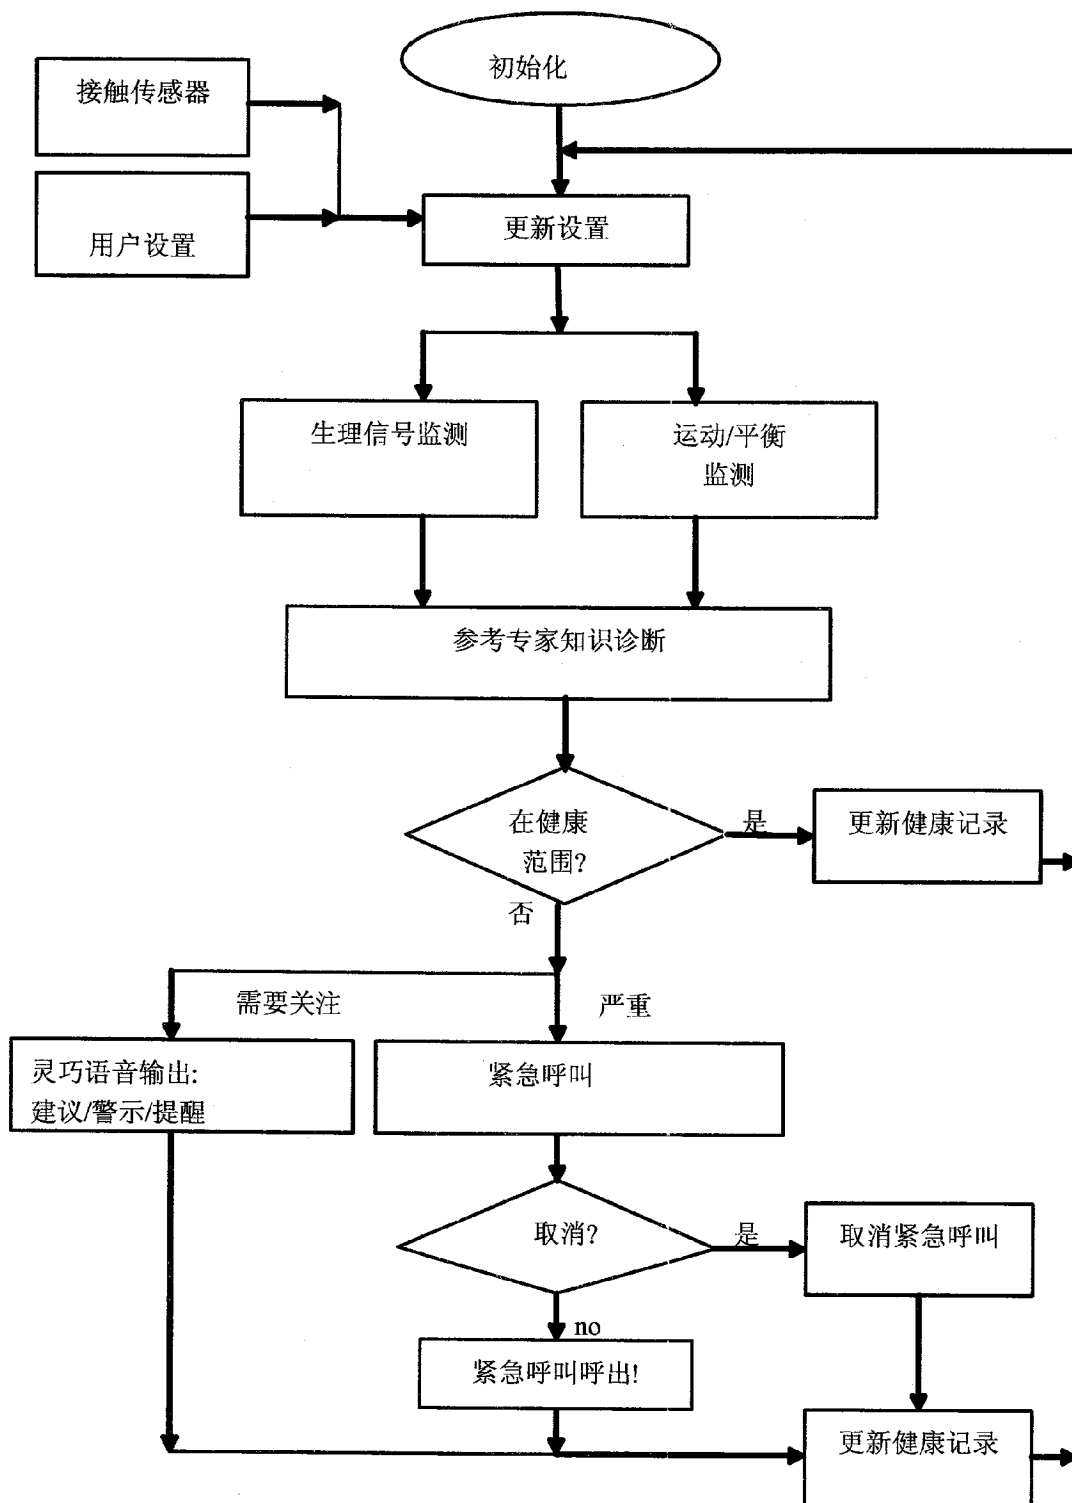 初始化
接触传感器
用户设置
更新设置
生理信号监测
运动/平衡
监测
参考专家知识诊断
在健康
范围?
是
更新健康记录
否
需要关注
严重
灵巧语音输出:
建议/警示/提醒
紧急呼叫
取消?
是
取消紧急呼叫
no
紧急呼叫呼出!
更新健康记录